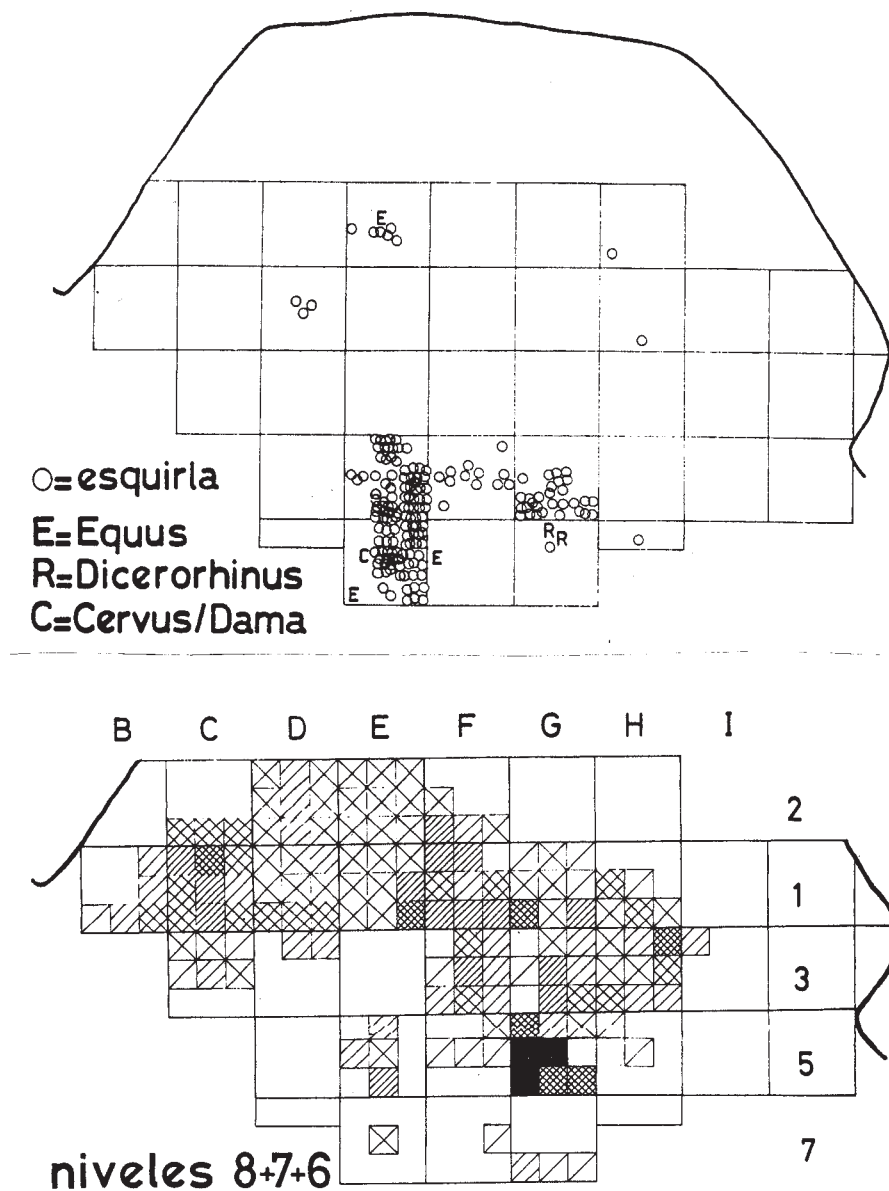 E
C
E
E
R R
O=esquirla
E=Equus
R=Dicerorhinus
C=Cervus/Dama
B C D E F G H I
2
1
3
5
7
niveles 8+7+6